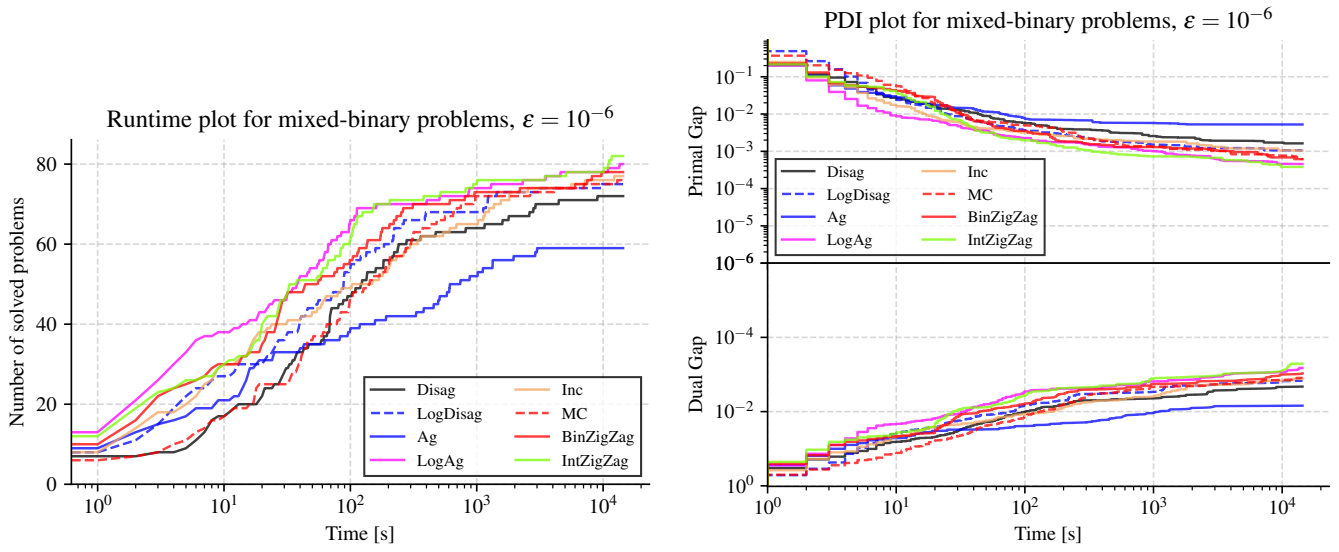 Runtime plot for mixed-binary problems, ε = 10⁻⁶
Number of solved problems
80
60
40
20
0
Disag
LogDisag
Ag
LogAg
Inc
MC
BinZigZag
IntZigZag
10⁰
10¹
10²
10³
10⁴
Time [s]
PDI plot for mixed-binary problems, ε = 10⁻⁶
Primal Gap
10⁻¹
10⁻²
10⁻³
10⁻⁴
10⁻⁵
10⁻⁶
Disag
LogDisag
Ag
LogAg
Inc
MC
BinZigZag
IntZigZag
Dual Gap
10⁻⁴
10⁻²
10⁰
10⁰
10¹
10²
10³
10⁴
Time [s]